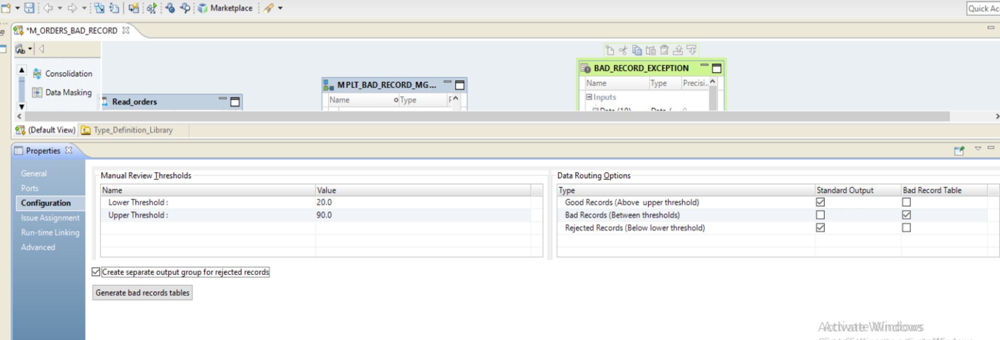 Marketplace
Quick Ac
*M_ORDERS_BAD_RECORD
Ab
Consolidation
Data Masking
Read_orders
MPLT_BAD_RECORD_MG...
Name Type
BAD_RECORD_EXCEPTION
Name Type Precisi..
Inputs
(Default View) Type_Definition_Library
Properties
General
Ports
Configuration
Issue Assignment
Run-time Linking
Advanced
Manual Review Thresholds
Name Value
Lower Threshold : 20.0
Upper Threshold : 90.0
Data Routing Options
Type Standard Output Bad Record Table
Good Records (Above upper threshold)
Bad Records (Between thresholds)
Rejected Records (Below lower threshold)
Create separate output group for rejected records
Generate bad records tables
Activate Windows